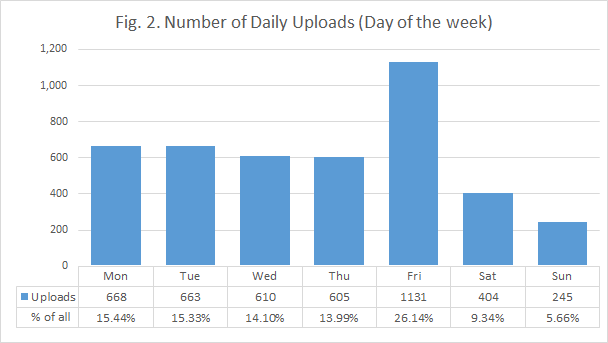 Fig. 2. Number of Daily Uploads (Day of the week)
1,200
1,000
800
600
400
200
0
Mon Tue Wed Thu Fri Sat Sun
Uploads 668 663 610 605 1131 404 245
% of all 15.44% 15.33% 14.10% 13.99% 26.14% 9.34% 5.66%